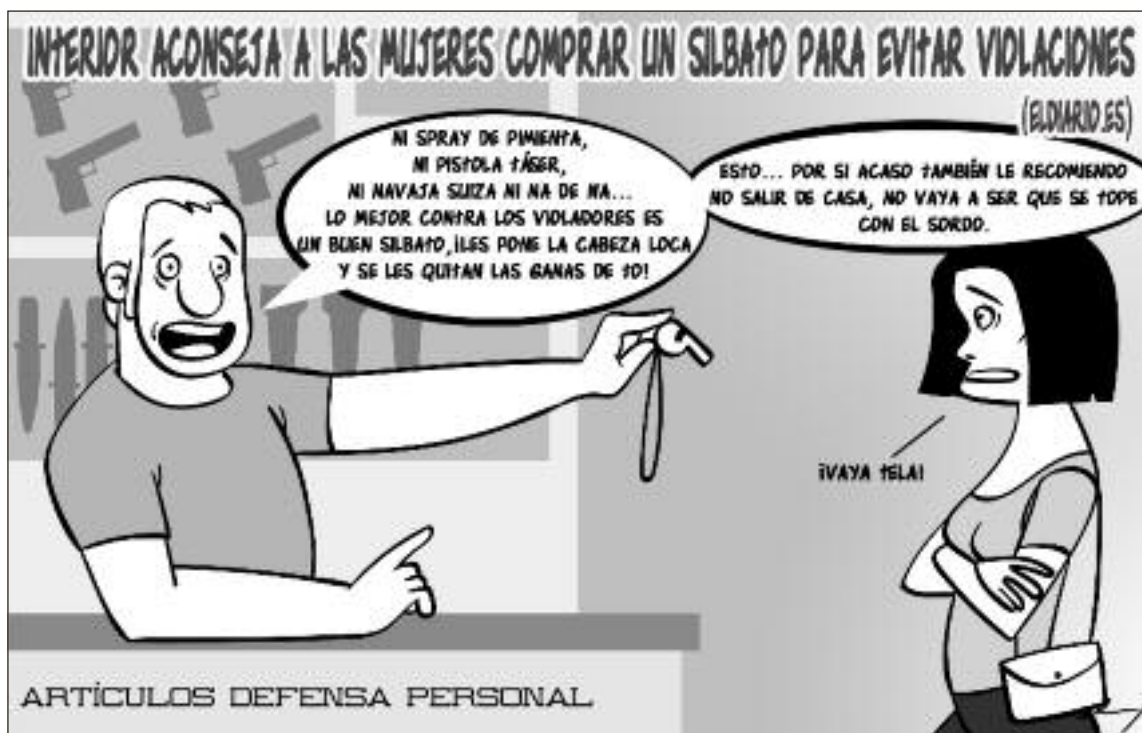 INTERIOR ACONSEJA A LAS MUJERES COMPRAR UN SILBATO PARA EVITAR VIOLACIONES
(ELDIARIO.ES)
NI SPRAY DE PIMIENTA,
NI PISTOLA TÁSER,
NI NAVAJA SUIZA NI NA DE NA...
LO MEJOR CONTRA LOS VIOLADORES ES
UN BUEN SILBATO, ¡LES PONE LA CABEZA LOCA
Y SE LES QUITAN LAS GANAS DE TO!
ESTO... POR SI ACASO TAMBIÉN LE RECOMIENDO
NO SALIR DE CASA, NO VAYA A SER QUE SE TOPE
CON EL SORDO.
¡VAYA TELA!
ARTÍCULOS DEFENSA PERSONAL